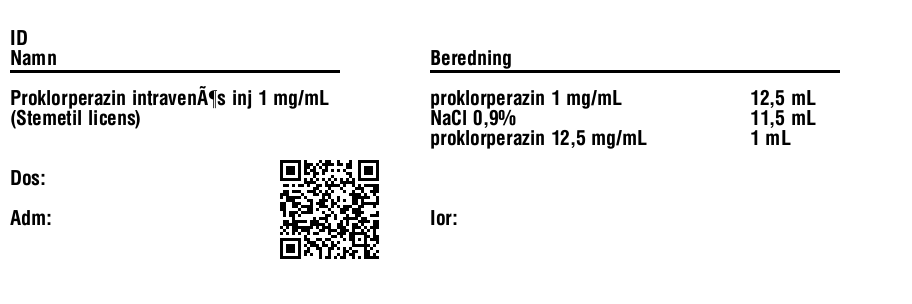 ID
Namn
Proklorperazin intravenÃ¶s inj 1 mg/mL
(Stemetil licens)
Dos:
Adm:
Beredning
proklorperazin 1 mg/mL 12,5 mL
NaCl 0,9% 11,5 mL
proklorperazin 12,5 mg/mL 1 mL
Ior: